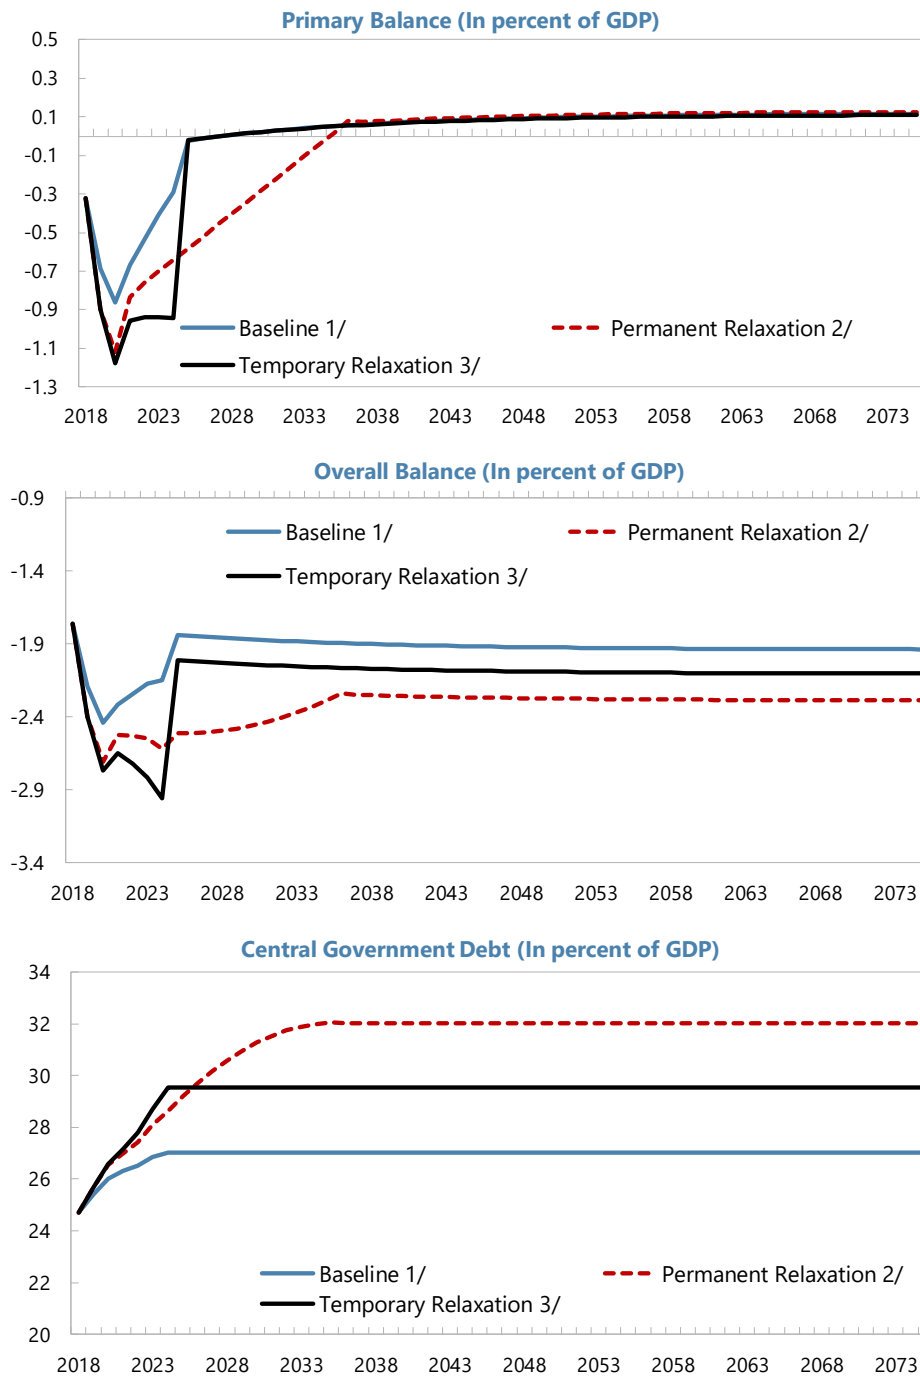 Primary Balance (In percent of GDP)
0.5
0.3
0.1
-0.1
-0.3
-0.5
-0.7
-0.9
-1.1
-1.3
Baseline 1/
Permanent Relaxation 2/
Temporary Relaxation 3/
2018 2023 2028 2033 2038 2043 2048 2053 2058 2063 2068 2073
Overall Balance (In percent of GDP)
-0.9
-1.4
-1.9
-2.4
-2.9
-3.4
Baseline 1/
Permanent Relaxation 2/
Temporary Relaxation 3/
2018 2023 2028 2033 2038 2043 2048 2053 2058 2063 2068 2073
Central Government Debt (In percent of GDP)
34
32
30
28
26
24
22
20
Baseline 1/
Permanent Relaxation 2/
Temporary Relaxation 3/
2018 2023 2028 2033 2038 2043 2048 2053 2058 2063 2068 2073